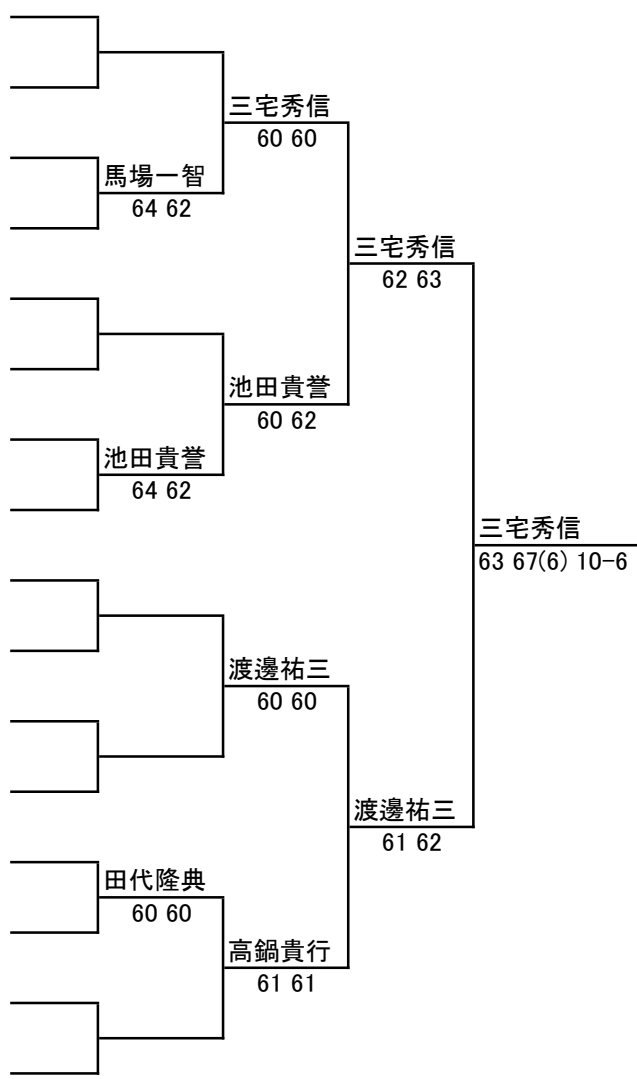 三宅秀信
60 60
馬場一智
64 62
三宅秀信
62 63
池田貴誉
60 62
池田貴誉
64 62
三宅秀信
63 67(6) 10-6
渡邊祐三
60 60
渡邊祐三
61 62
田代隆典
60 60
高鍋貴行
61 61